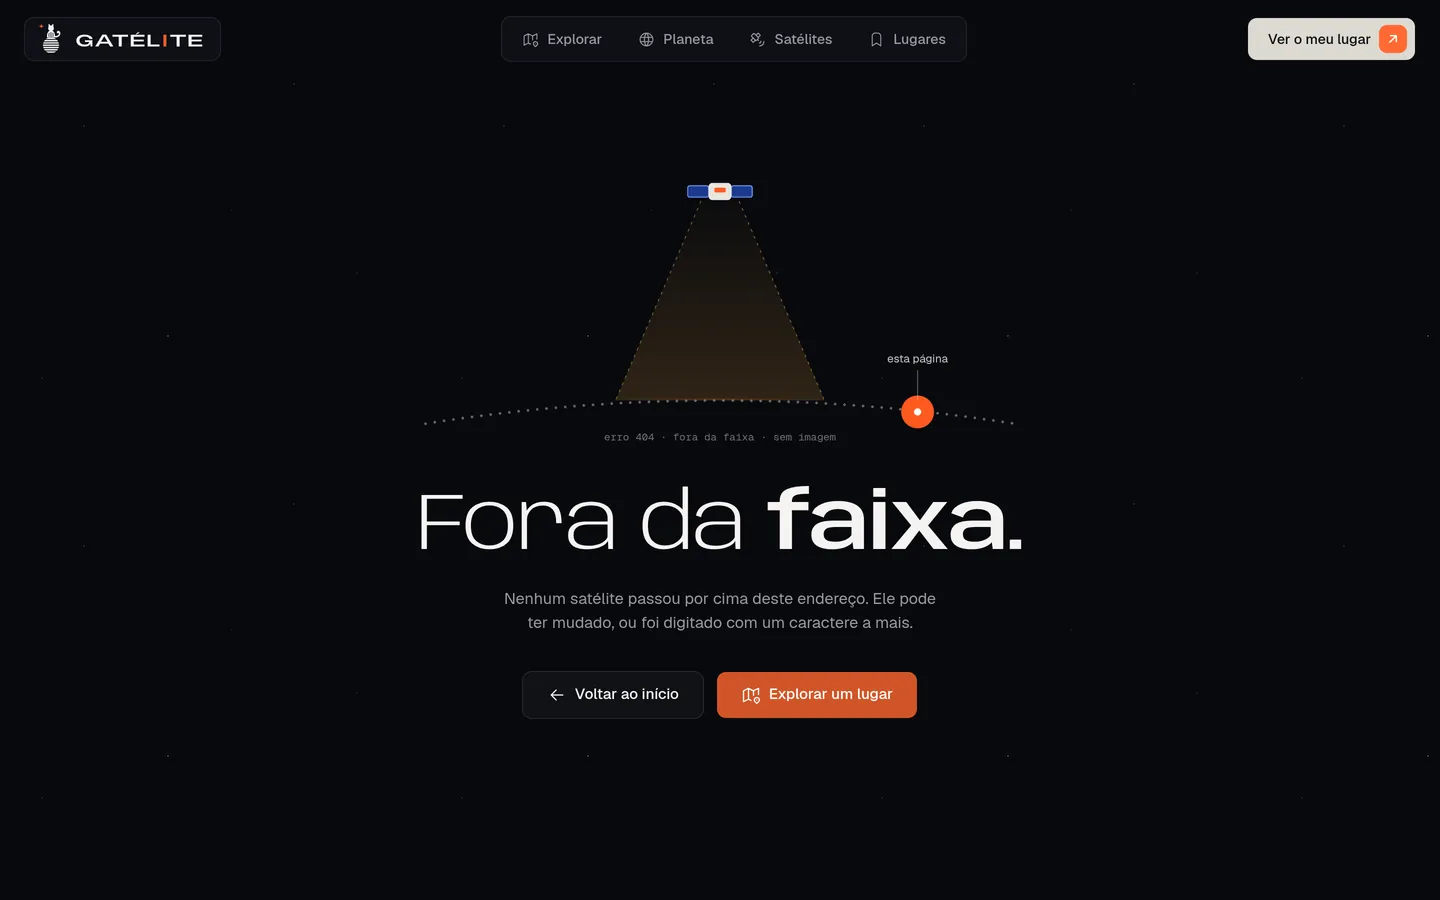 GATÉLITE
Explorar
Planeta
Satélites
Lugares
Ver o meu lugar
esta página
erro 404 · fora da faixa · sem imagem
Fora da faixa.
Nenhum satélite passou por cima deste endereço. Ele pode
ter mudado, ou foi digitado com um caractere a mais.
Voltar ao início
Explorar um lugar